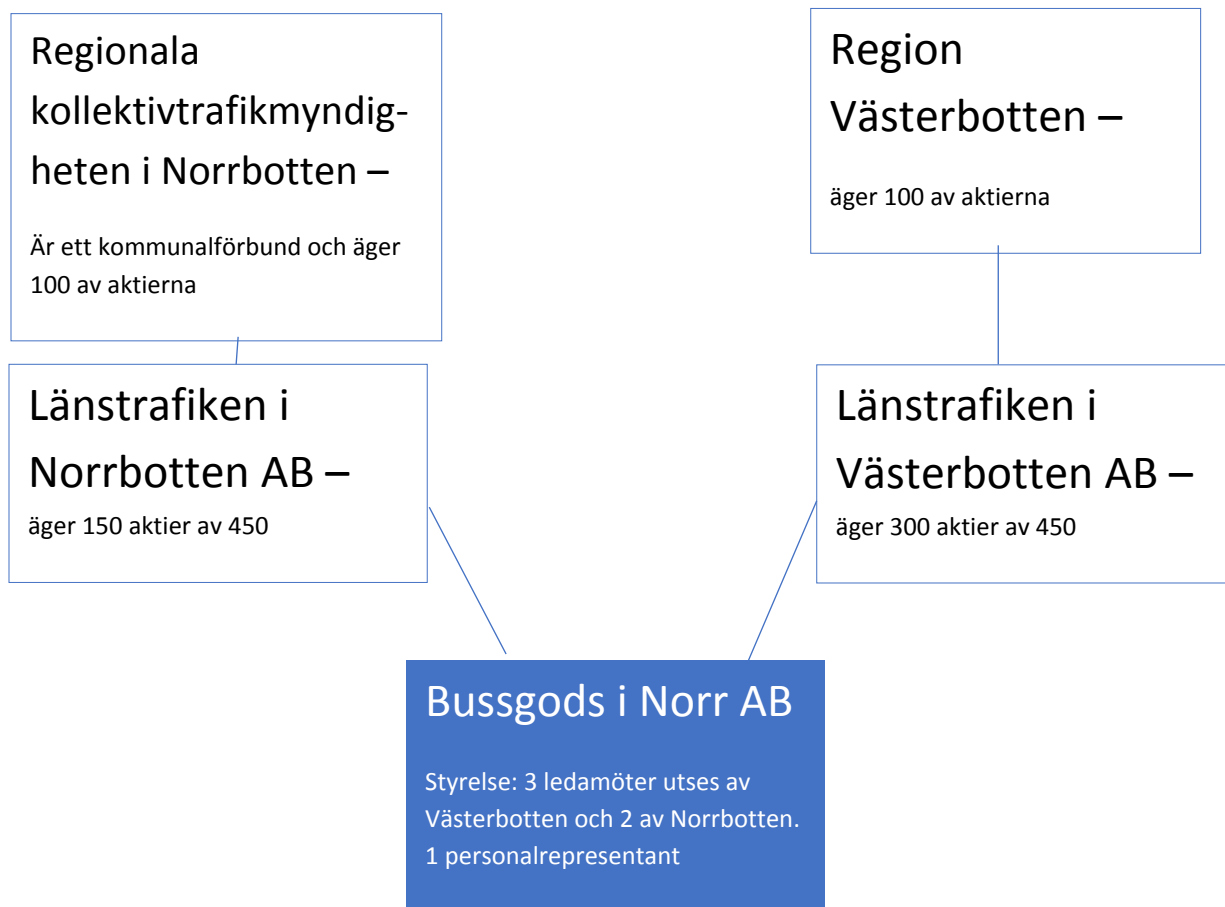 Regionala
kollektivtrafikmyndig-
heten i Norrbotten –
Är ett kommunalförbund och äger
100 av aktierna
Region
Västerbotten –
äger 100 av aktierna
Länstrafiken i
Norrbotten AB –
äger 150 aktier av 450
Länstrafiken i
Västerbotten AB –
äger 300 aktier av 450
Bussgods i Norr AB
Styrelse: 3 ledamöter utses av
Västerbotten och 2 av Norrbotten.
1 personalrepresentant